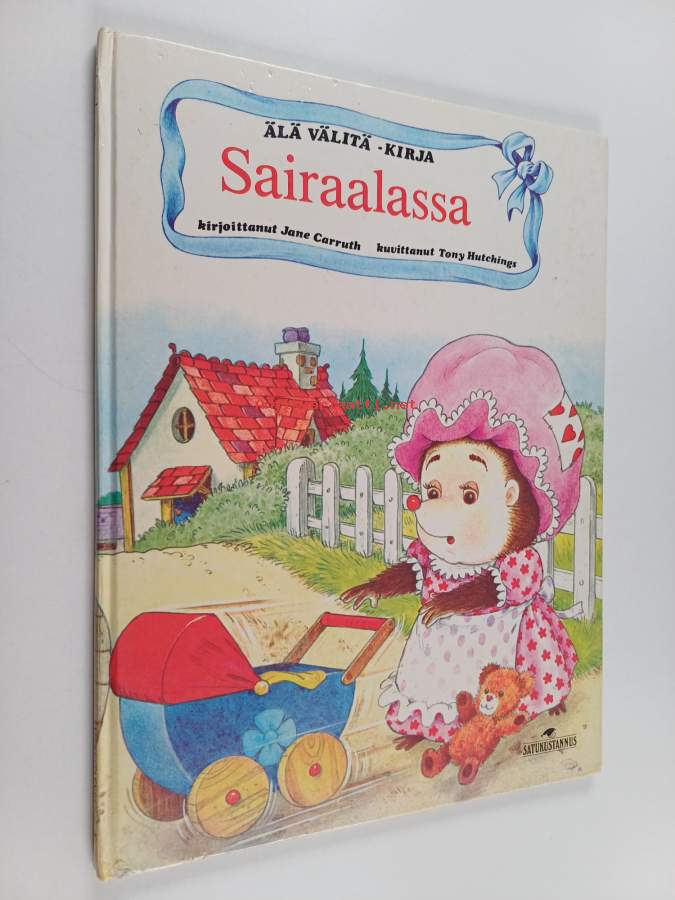 ÄLÄ VÄLITÄ -KIRJA
Sairaalassa
kirjoittanut Jane Carruth kuvittanut Tony Hutchings
SATUKUSTANNUS